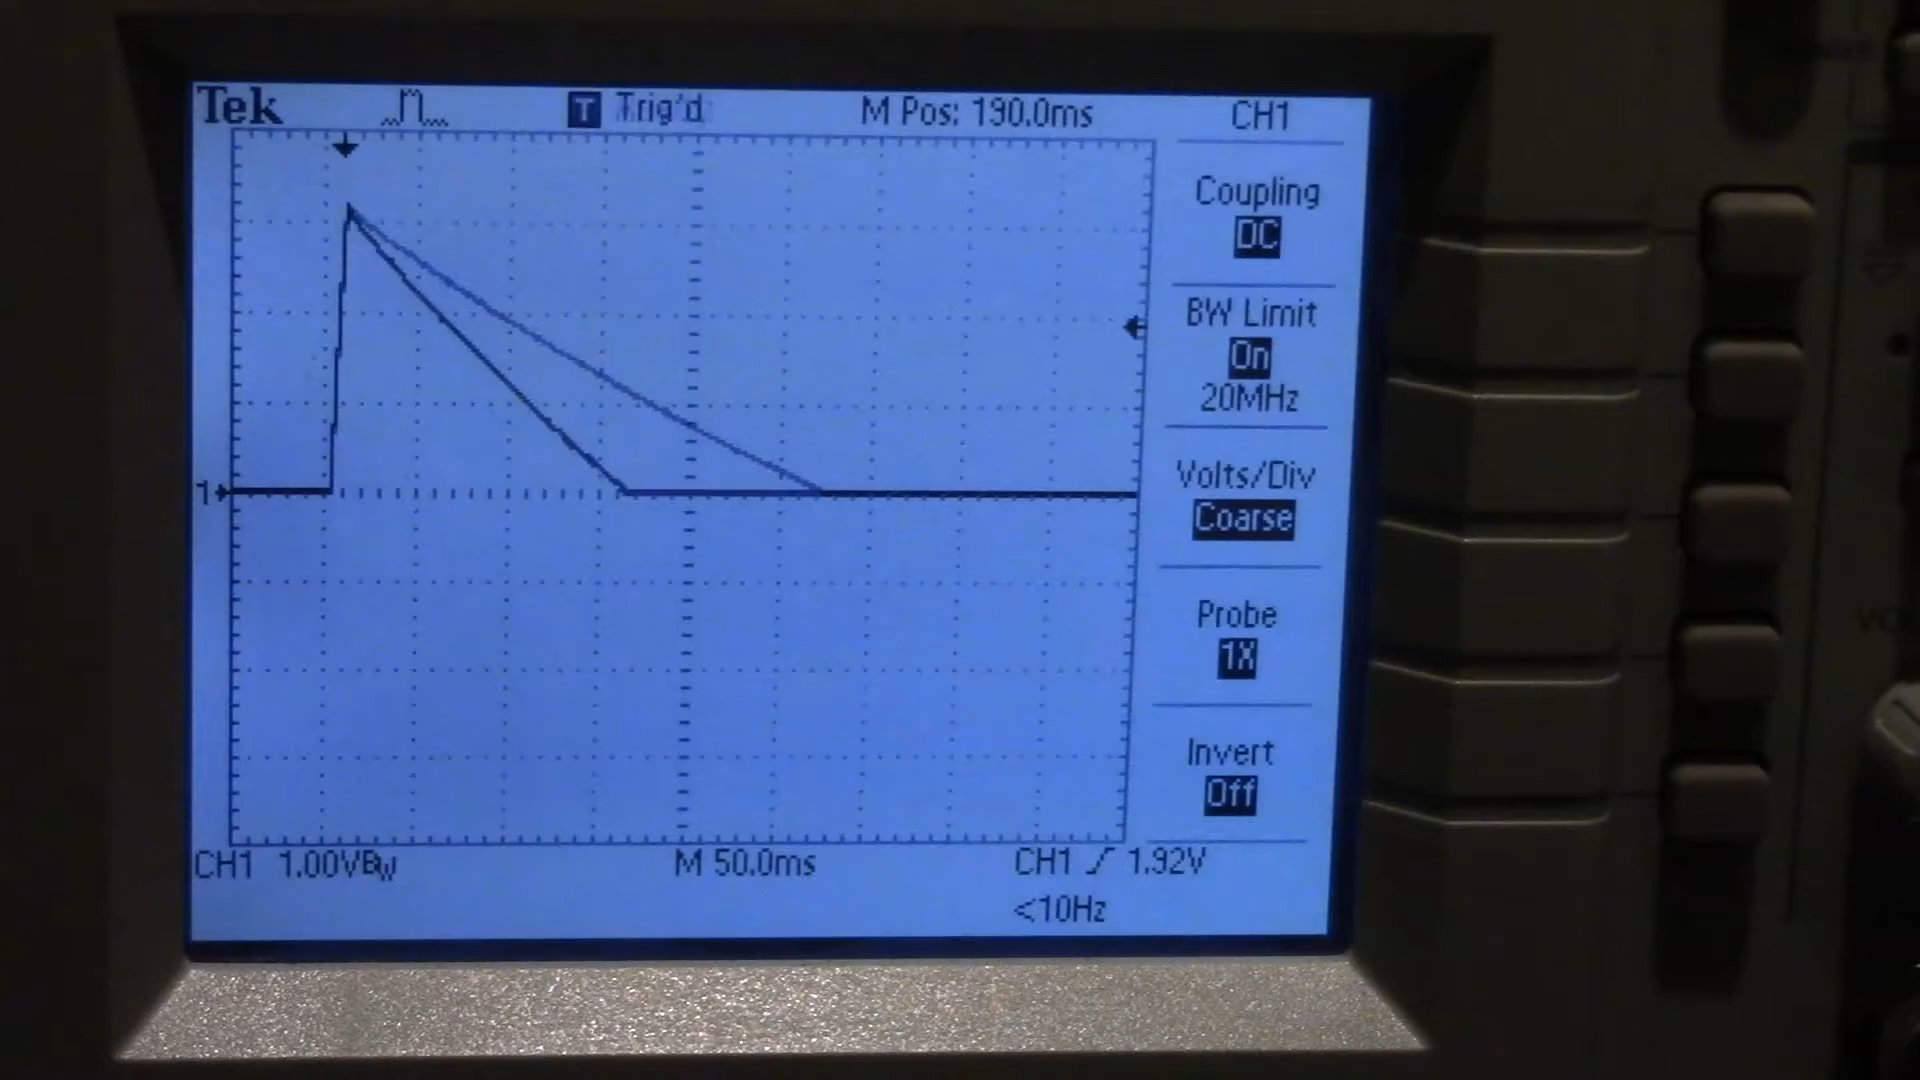 Tek T Trig'd M Pos: 190.0ms CH1
Coupling
DC
BW Limit
On
20MHz
Volts/Div
Coarse
1
Probe
1X
Invert
Off
CH1 1.00VBW M 50.0ms CH1 1.92V
<10Hz